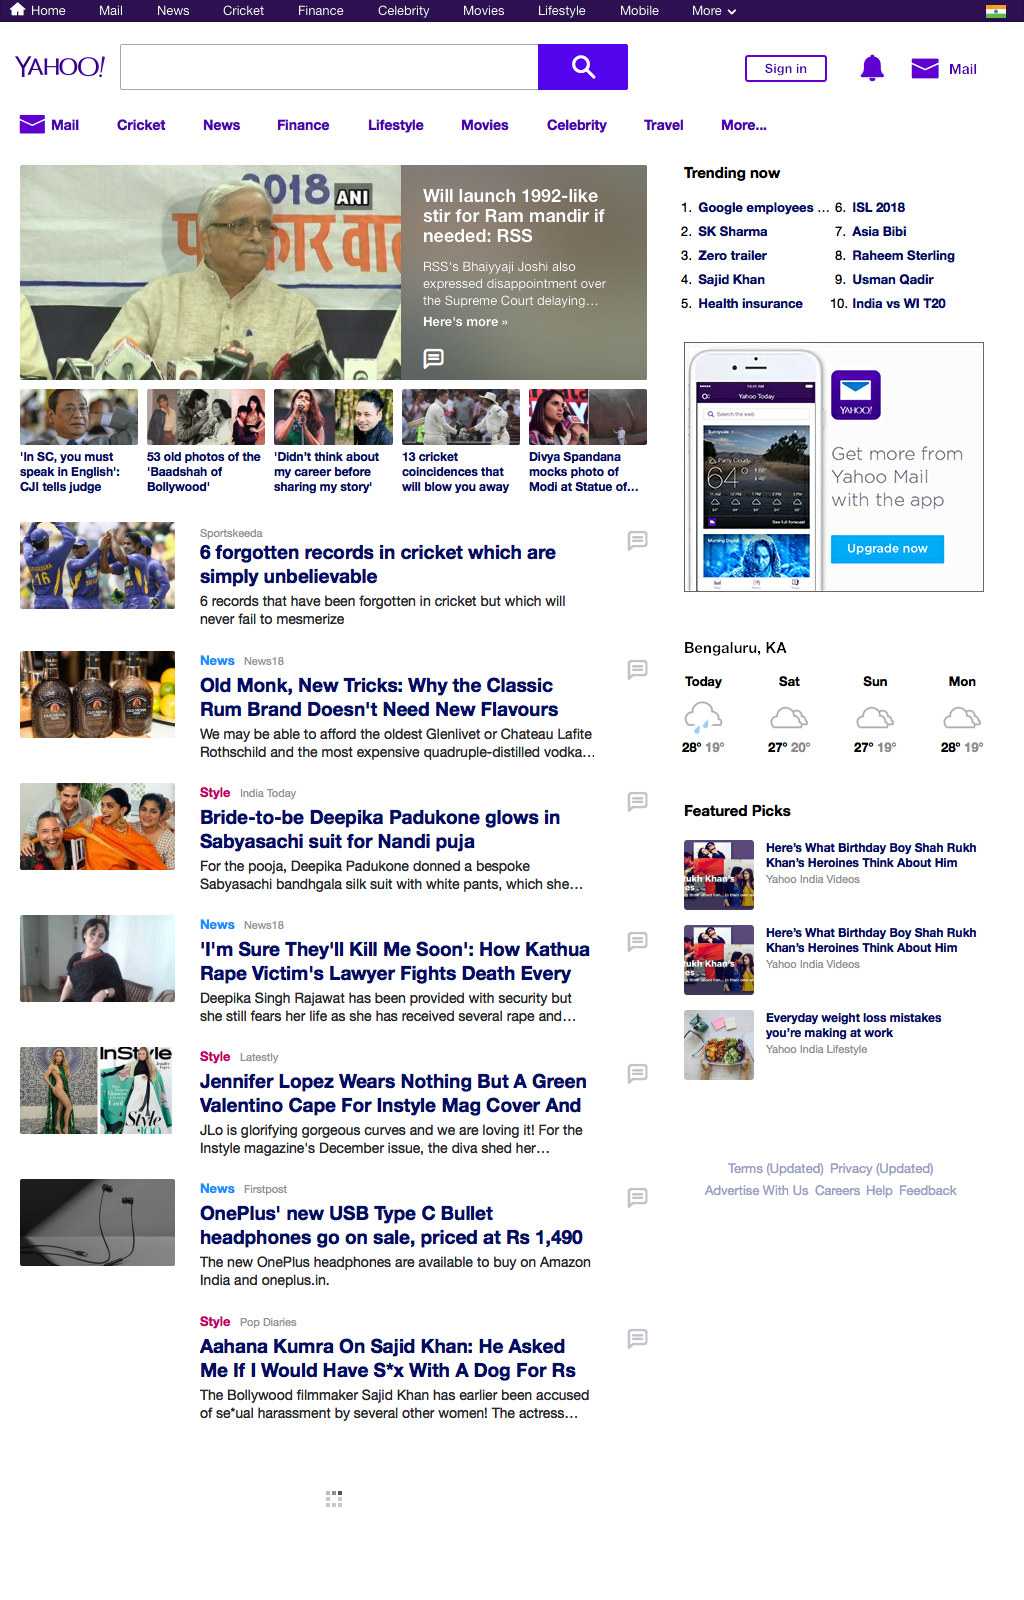 Home Mail News Cricket Finance Celebrity Movies Lifestyle Mobile More
YAHOO!
Sign in
Mail
Mail Cricket News Finance Lifestyle Movies Celebrity Travel More...
2018 ANI
Will launch 1992-like
stir for Ram mandir if
needed: RSS
RSS's Bhaiyyaji Joshi also
expressed disappointment over
the Supreme Court delaying...
Here's more »
'In SC, you must
speak in English':
CJI tells judge
53 old photos of the
'Baadshah of
Bollywood'
'Didn’t think about
my career before
sharing my story'
13 cricket
coincidences that
will blow you away
Divya Spandana
mocks photo of
Modi at Statue of...
Sportskeeda
6 forgotten records in cricket which are
simply unbelievable
6 records that have been forgotten in cricket but which will
never fail to mesmerize
News News18
Old Monk, New Tricks: Why the Classic
Rum Brand Doesn't Need New Flavours
We may be able to afford the oldest Glenlivet or Chateau Lafite
Rothschild and the most expensive quadruple-distilled vodka...
Style India Today
Bride-to-be Deepika Padukone glows in
Sabyasachi suit for Nandi puja
For the pooja, Deepika Padukone donned a bespoke
Sabyasachi bandhgala silk suit with white pants, which she...
News News18
'I'm Sure They'll Kill Me Soon': How Kathua
Rape Victim's Lawyer Fights Death Every
Deepika Singh Rajawat has been provided with security but
she still fears her life as she has received several rape and...
InStyle
Style
Style Latestly
Jennifer Lopez Wears Nothing But A Green
Valentino Cape For Instyle Mag Cover And
JLo is glorifying gorgeous curves and we are loving it! For the
Instyle magazine's December issue, the diva shed her...
News Firstpost
OnePlus' new USB Type C Bullet
headphones go on sale, priced at Rs 1,490
The new OnePlus headphones are available to buy on Amazon
India and oneplus.in.
Style Pop Diaries
Aahana Kumra On Sajid Khan: He Asked
Me If I Would Have S*x With A Dog For Rs
The Bollywood filmmaker Sajid Khan has earlier been accused
of se*ual harassment by several other women! The actress...
Trending now
1. Google employees ...
2. SK Sharma
3. Zero trailer
4. Sajid Khan
5. Health insurance
6. ISL 2018
7. Asia Bibi
8. Raheem Sterling
9. Usman Qadir
10. India vs WI T20
Yahoo Today
Search the web
Sunnyvale
Partly Cloudy
64°
See full forecast
Morning Digest
YAHOO!
Get more from
Yahoo Mail
with the app
Upgrade now
Bengaluru, KA
Today Sat Sun Mon
28° 19° 27° 20° 27° 19° 28° 19°
Featured Picks
Here’s What Birthday Boy Shah Rukh
Khan’s Heroines Think About Him
Yahoo India Videos
Here’s What Birthday Boy Shah Rukh
Khan’s Heroines Think About Him
Yahoo India Videos
Everyday weight loss mistakes
you’re making at work
Yahoo India Lifestyle
Terms (Updated) Privacy (Updated)
Advertise With Us Careers Help Feedback